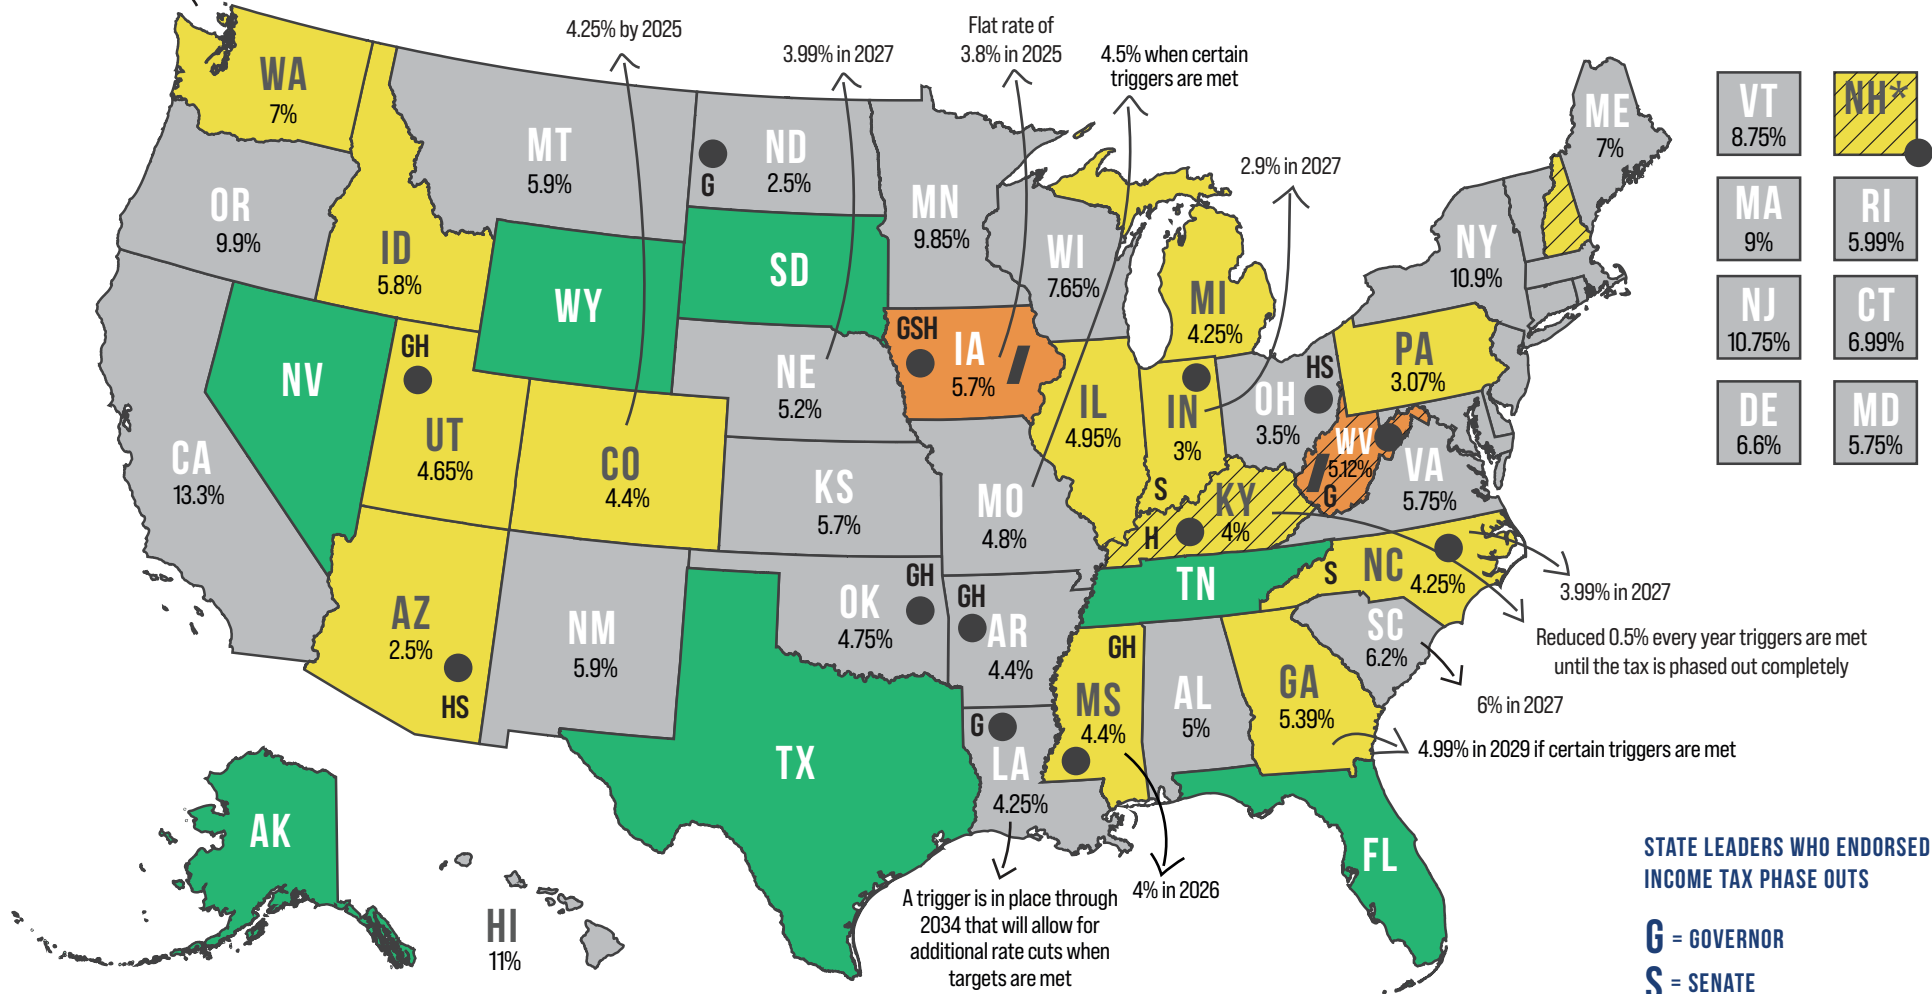 4.25% by 2025
3.99% in 2027
Flat rate of
3.8% in 2025
4.5% when certain
triggers are met
2.9% in 2027
WA
7%
OR
9.9%
CA
13.3%
NV
ID
5.8%
MT
5.9%
WY
GH
UT
4.65%
CO
4.4%
AZ
2.5%
HS
NM
5.9%
G
ND
2.5%
SD
NE
5.2%
KS
5.7%
GH
OK
4.75%
TX
MN
9.85%
GSH
IA
5.7%
MO
4.8%
GH
AR
4.4%
G
LA
4.25%
WI
7.65%
IL
4.95%
MI
4.25%
IN
3%
S
HS
OH
3.5%
H
KY
4%
TN
GH
MS
4.4%
AL
5%
GA
5.39%
FL
SC
6.2%
S
NC
4.25%
VA
5.75%
WV
5.12%
G
PA
3.07%
NY
10.9%
ME
7%
VT
8.75%
NH*
MA
9%
RI
5.99%
NJ
10.75%
CT
6.99%
DE
6.6%
MD
5.75%
3.99% in 2027
Reduced 0.5% every year triggers are met
until the tax is phased out completely
6% in 2027
4.99% in 2029 if certain triggers are met
4% in 2026
A trigger is in place through
2034 that will allow for
additional rate cuts when
targets are met
AK
HI
11%
STATE LEADERS WHO ENDORSED
INCOME TAX PHASE OUTS
G = GOVERNOR
S = SENATE